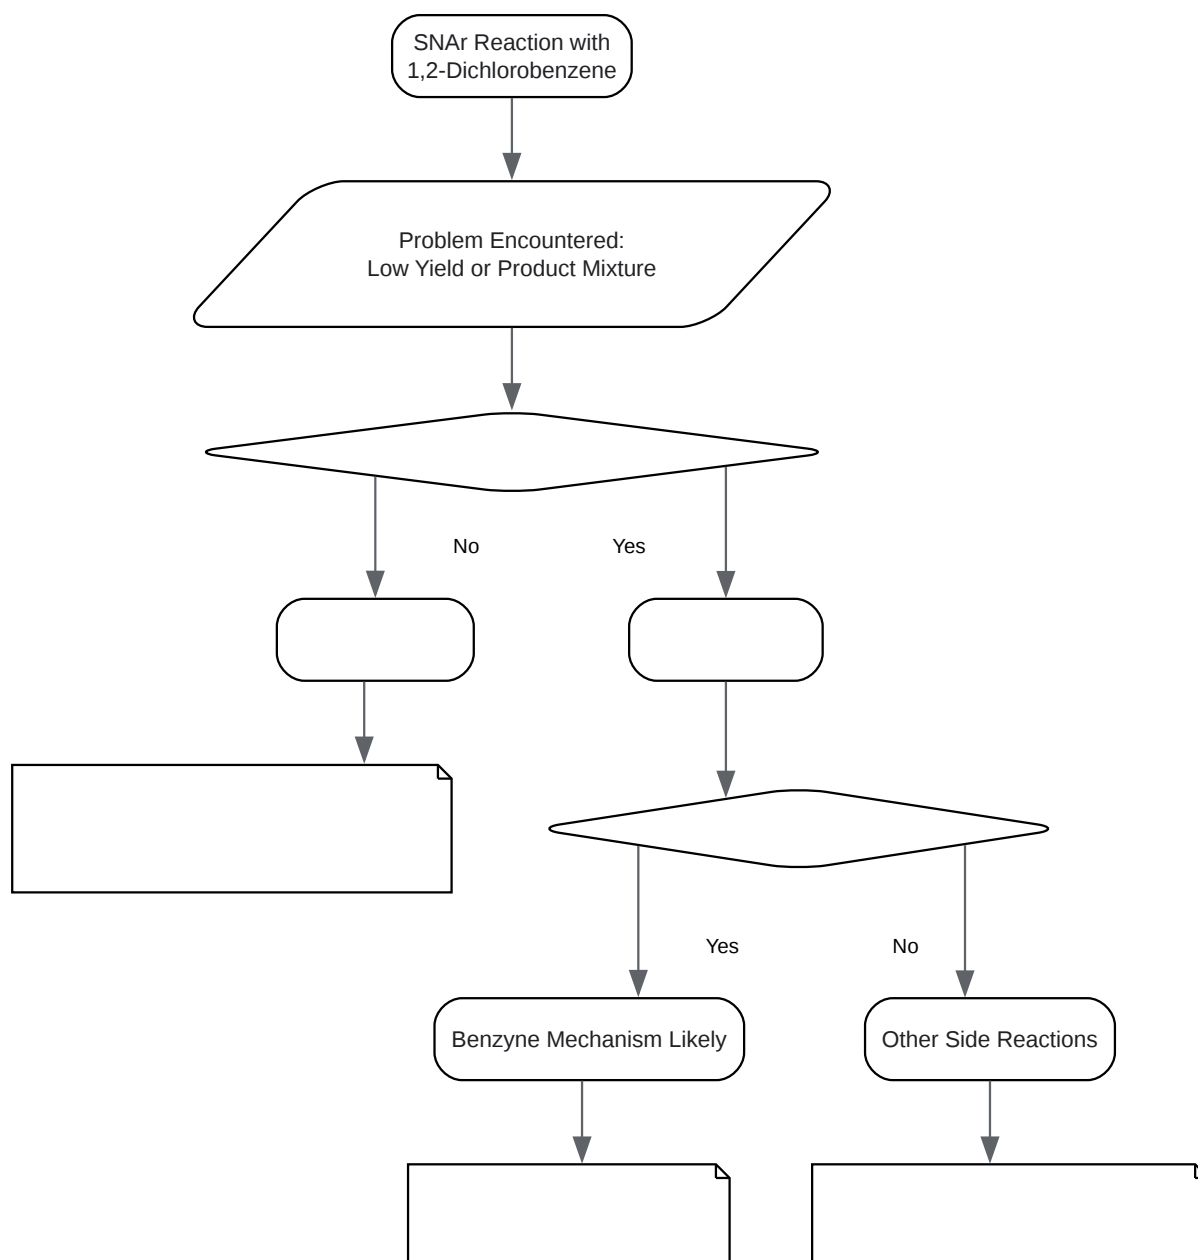 SNAr Reaction with
1,2-Dichlorobenzene
Problem Encountered:
Low Yield or Product Mixture
No
Yes
Yes
No
Benzyne Mechanism Likely
Other Side Reactions